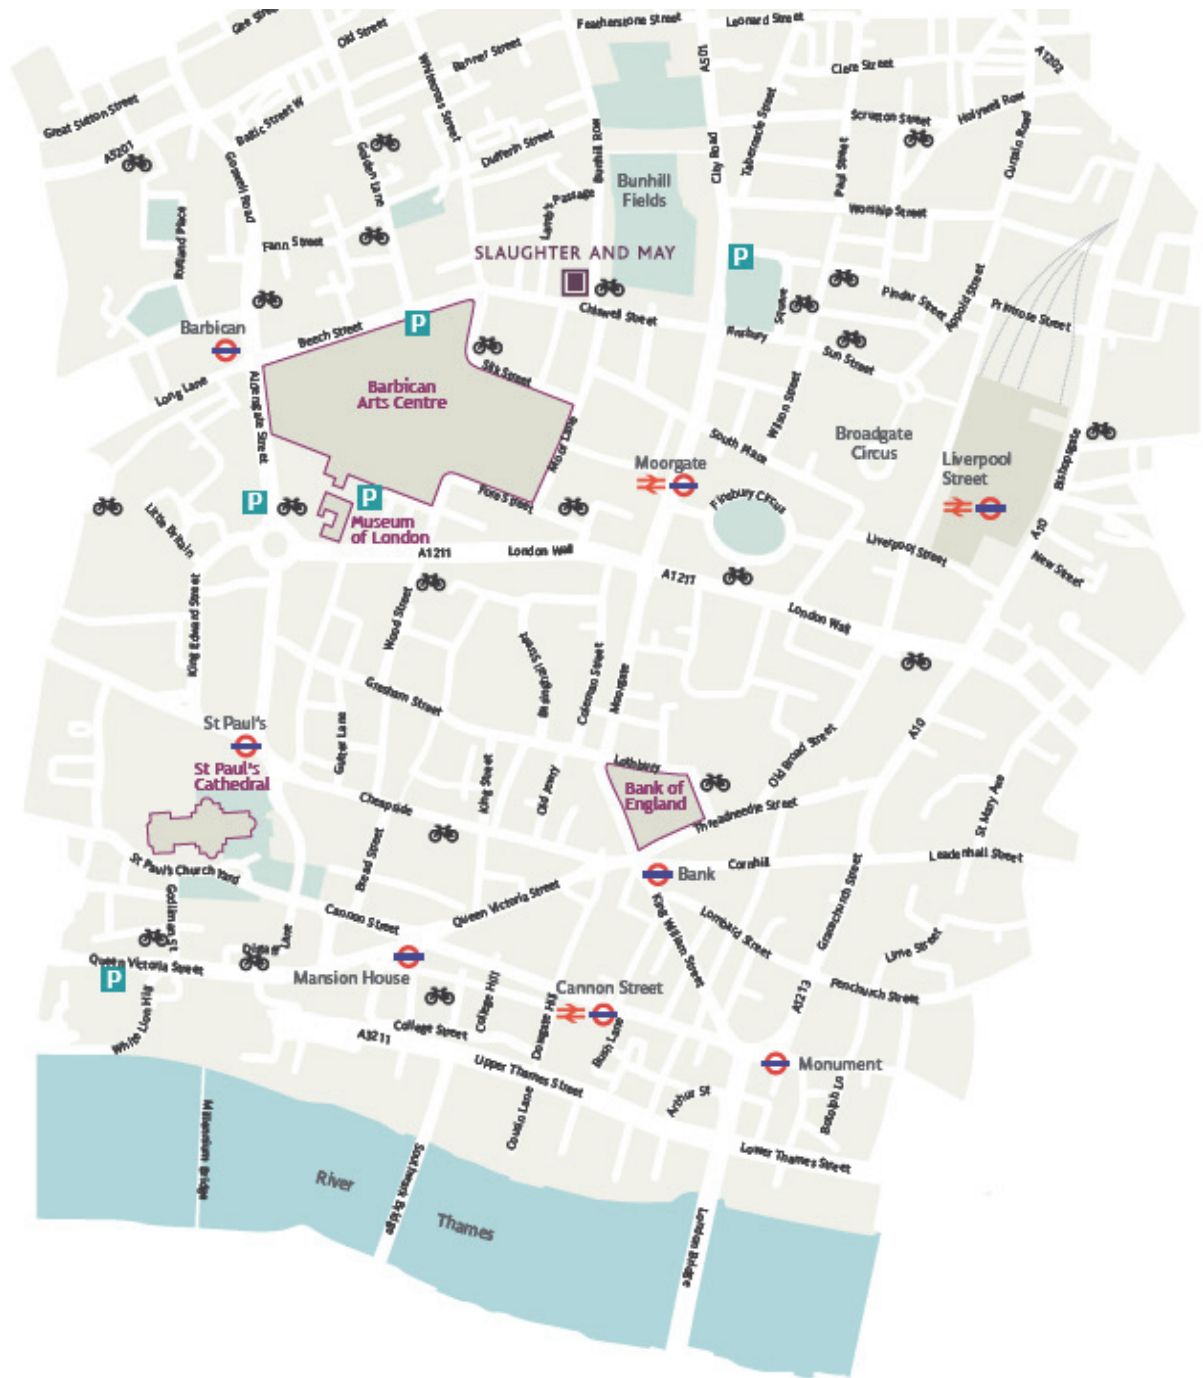 Gee Street
Old Street
Featherstone Street
Leonard Street
Banner Street
Whitecross Street
A501
Clere Street
A1202
Great Sutton Street
Baltic Street W
Scrutton Street
Holywell Row
A5201
Goswell Road
Golden Lane
Dufferin Street
Bunhill Row
City Road
Tabernacle Street
Paul Street
Curtain Road
Bunhill
Fields
Lamb's Passage
Worship Street
Rutland Place
Fann Street
SLAUGHTER AND MAY
P
Pindar Street
Appold Street
Primrose Street
Barbican
Beech Street
P
Chiswell Street
Finsbury
Square
Sun Street
Long Lane
Aldersgate Street
Silk Street
Barbican
Arts Centre
Moor Lane
Wilson Street
South Place
Broadgate
Circus
Moorgate
Liverpool
Street
Bishopsgate
P
P
Fore Street
Finsbury Circus
Little Britain
Museum
of London
A1211
London Wall
Liverpool Street
A10
New Street
A1211
King Edward Street
Wood Street
London Wall
Basinghall Street
Coleman Street
Moorgate
Gresham Street
St Paul's
Gutter Lane
A10
Old Broad Street
Lothbury
St Paul's
Cathedral
King Street
Old Jewry
Bank of
England
Threadneedle Street
Cheapside
St Mary Axe
Bread Street
Cornhill
Leadenhall Street
St Paul's Church Yard
Bank
Godliman St
Cannon Street
Queen Victoria Street
King William Street
Lombard Street
Gracechurch Street
Lime Street
Distaff
Lane
Queen Victoria Street
P
Mansion House
College Hill
Cannon Street
Fenchurch Street
A1213
White Lion Hill
College Street
A3211
Dowgate Hill
Bush Lane
Upper Thames Street
Monument
Arthur St
Botolph Ln
Cousin Lane
Lower Thames Street
Millennium Bridge
Southwark Bridge
River
Thames
London Bridge